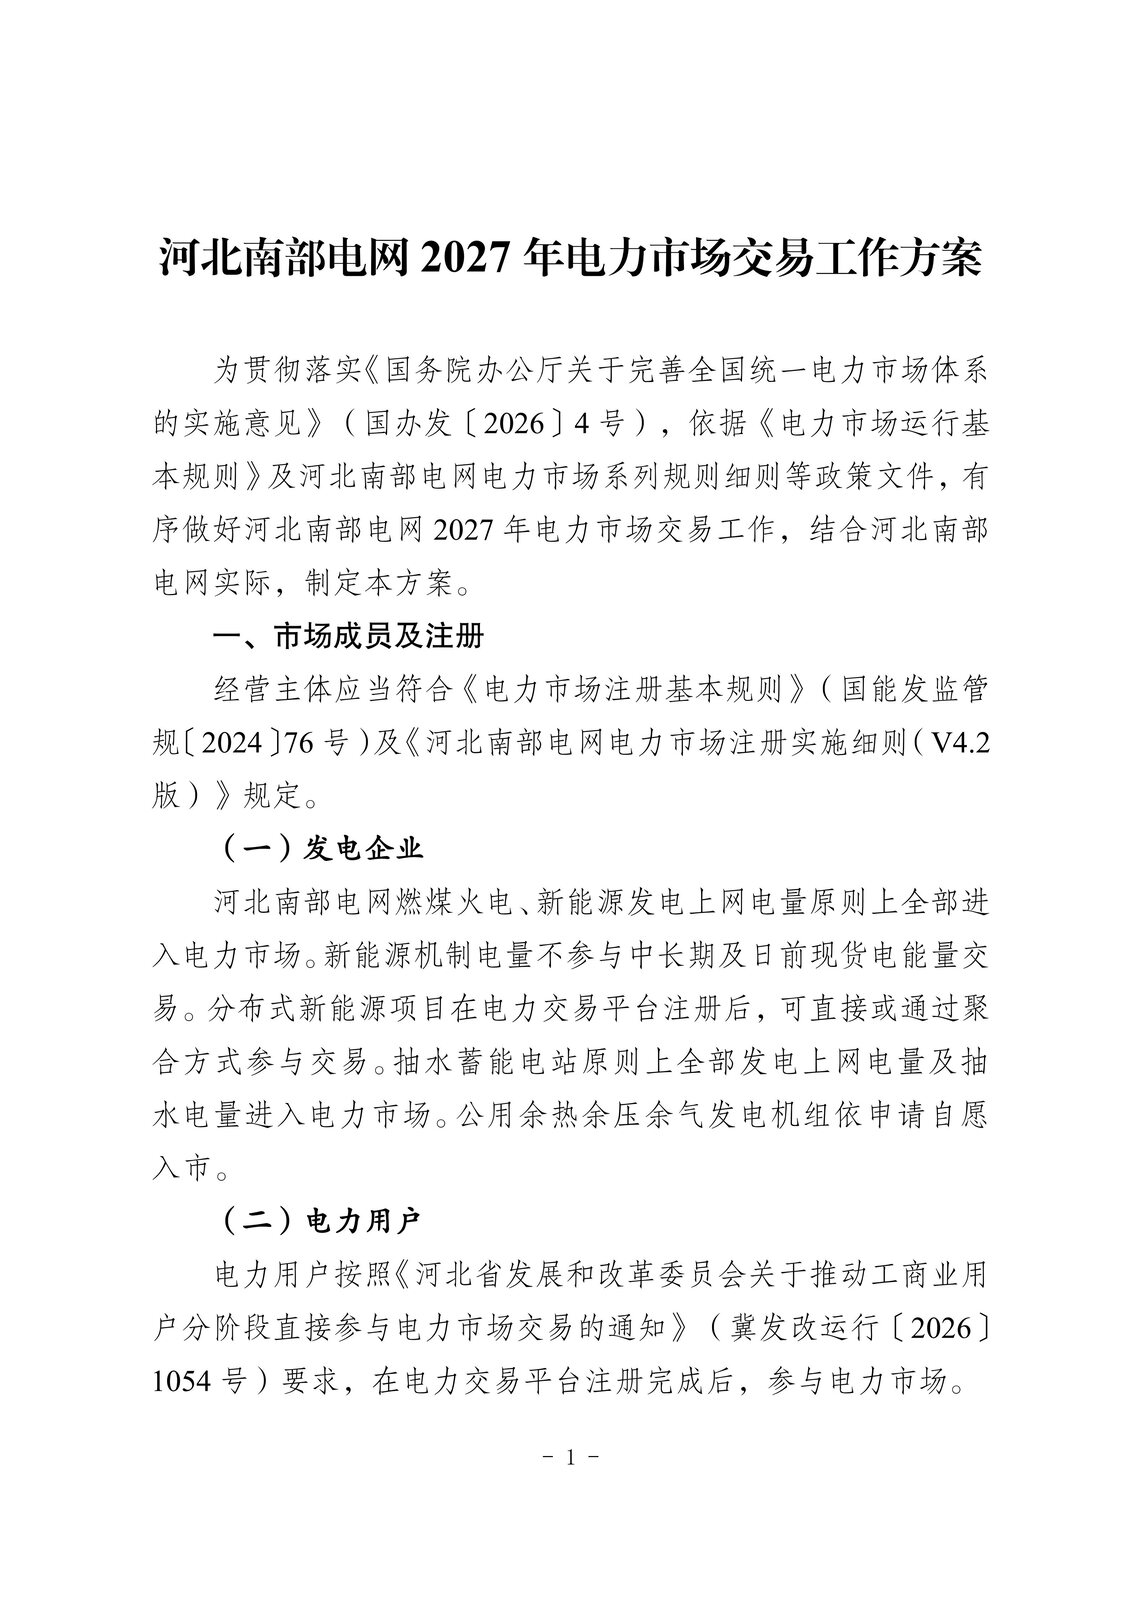 河北南部电网 2027 年电力市场交易工作方案
为贯彻落实《国务院办公厅关于完善全国统一电力市场体系
的实施意见》（国办发〔2026〕4 号），依据《电力市场运行基
本规则》及河北南部电网电力市场系列规则细则等政策文件，有
序做好河北南部电网 2027 年电力市场交易工作，结合河北南部
电网实际，制定本方案。
一、市场成员及注册
经营主体应当符合《电力市场注册基本规则》（国能发监管
规〔2024〕76 号）及《河北南部电网电力市场注册实施细则（V4.2
版）》规定。
（一）发电企业
河北南部电网燃煤火电、新能源发电上网电量原则上全部进
入电力市场。新能源机制电量不参与中长期及日前现货电能量交
易。分布式新能源项目在电力交易平台注册后，可直接或通过聚
合方式参与交易。抽水蓄能电站原则上全部发电上网电量及抽
水电量进入电力市场。公用余热余压余气发电机组依申请自愿
入市。
（二）电力用户
电力用户按照《河北省发展和改革委员会关于推动工商业用
户分阶段直接参与电力市场交易的通知》（冀发改运行〔2026〕
1054 号）要求，在电力交易平台注册完成后，参与电力市场。
- 1 -